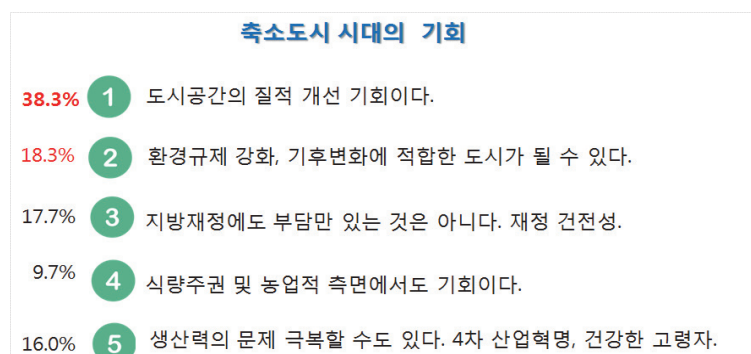 축소도시 시대의 기회
38.3% 1 도시공간의 질적 개선 기회이다.
18.3% 2 환경규제 강화, 기후변화에 적합한 도시가 될 수 있다.
17.7% 3 지방재정에도 부담만 있는 것은 아니다. 재정 건전성.
9.7% 4 식량주권 및 농업적 측면에서도 기회이다.
16.0% 5 생산력의 문제 극복할 수도 있다. 4차 산업혁명, 건강한 고령자.